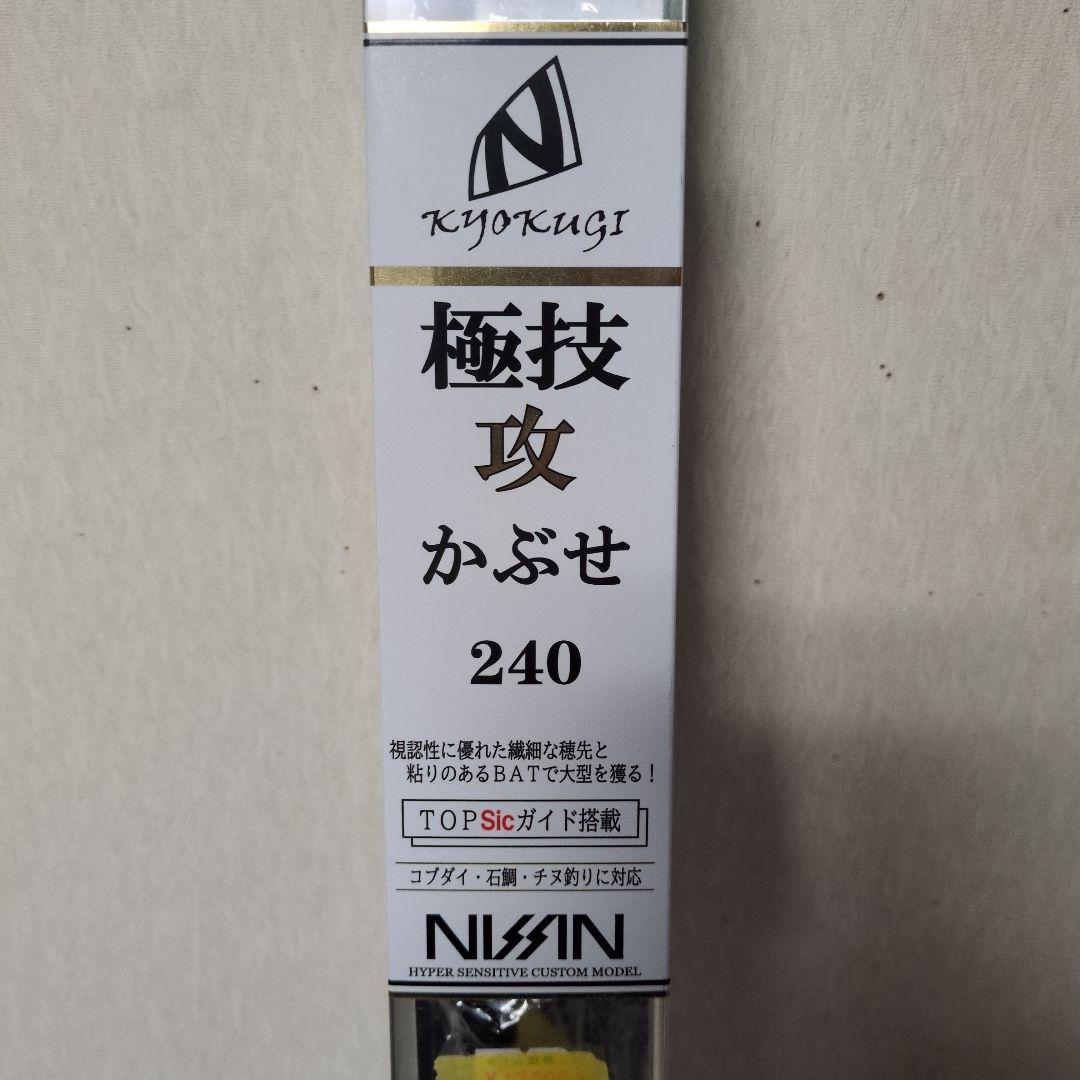 N
KYOKUGI
極技
攻
かぶせ
240
視認性に優れた繊細な穂先と
粘りのあるBATで大型を獲る！
TOPSicガイド搭載
コブダイ・石鯛・チヌ釣りに対応
NISSIN
HYPER SENSITIVE CUSTOM MODEL